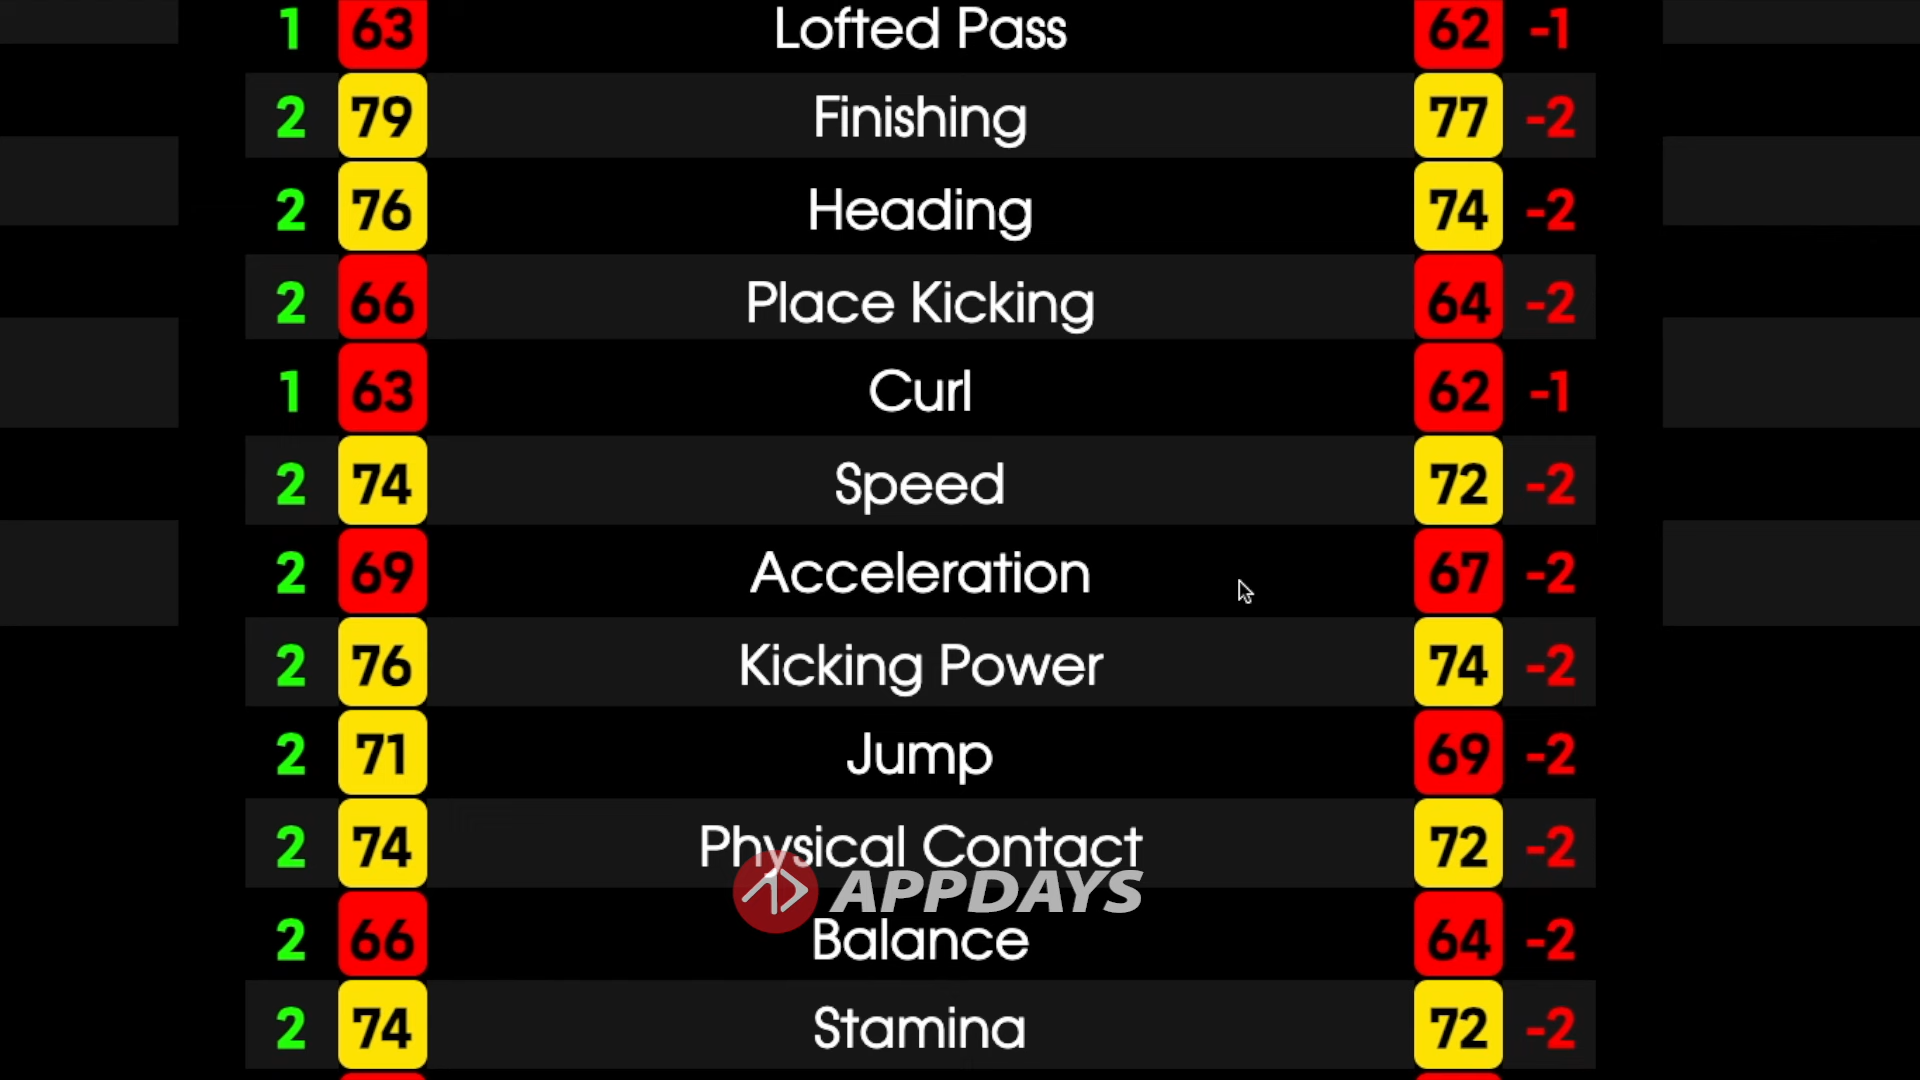 1 63 Lofted Pass 62 -1
2 79 Finishing 77 -2
2 76 Heading 74 -2
2 66 Place Kicking 64 -2
1 63 Curl 62 -1
2 74 Speed 72 -2
2 69 Acceleration 67 -2
2 76 Kicking Power 74 -2
2 71 Jump 69 -2
2 74 Physical Contact 72 -2
APPDAYS
2 66 Balance 64 -2
2 74 Stamina 72 -2